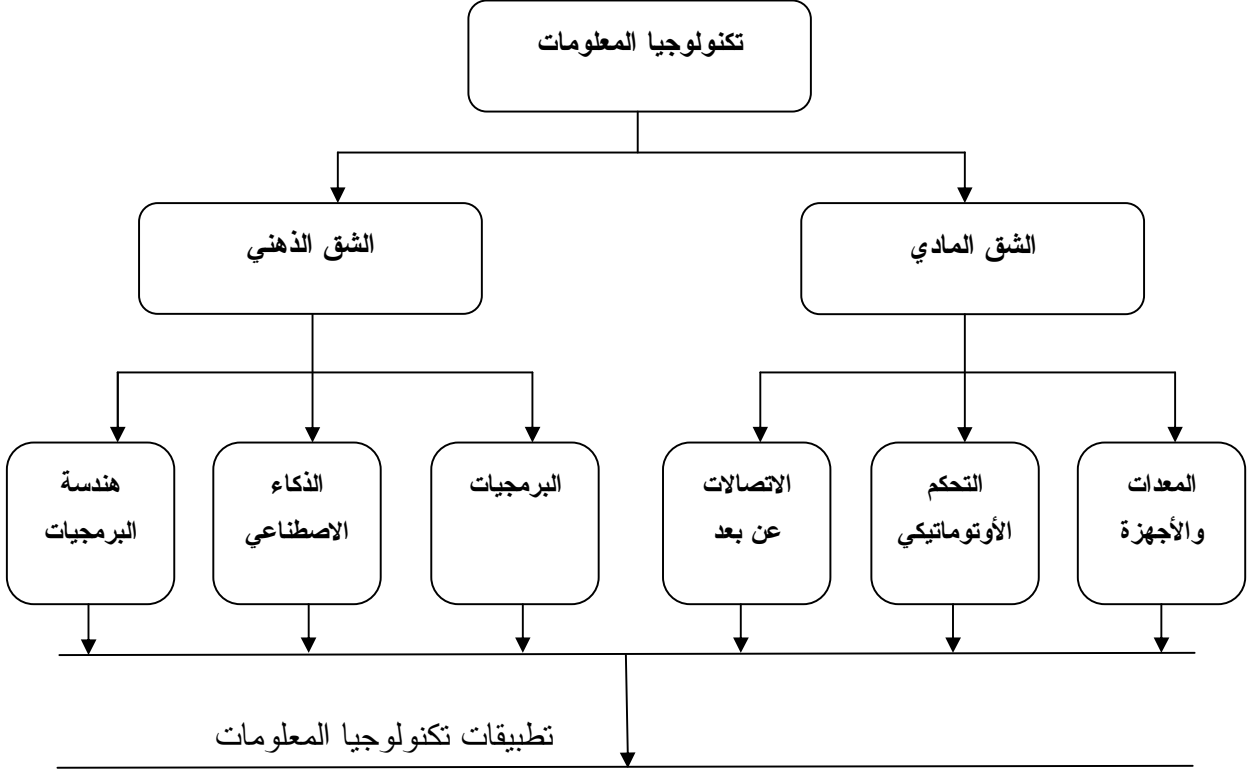 تكنولوجيا المعلومات
الشق المادي
الشق الذهني
المعدات
والأجهزة
التحكم
الأوتوماتيكي
الاتصالات
عن بعد
البرمجيات
الذكاء
الاصطناعي
هندسة
البرمجيات
تطبيقات تكنولوجيا المعلومات